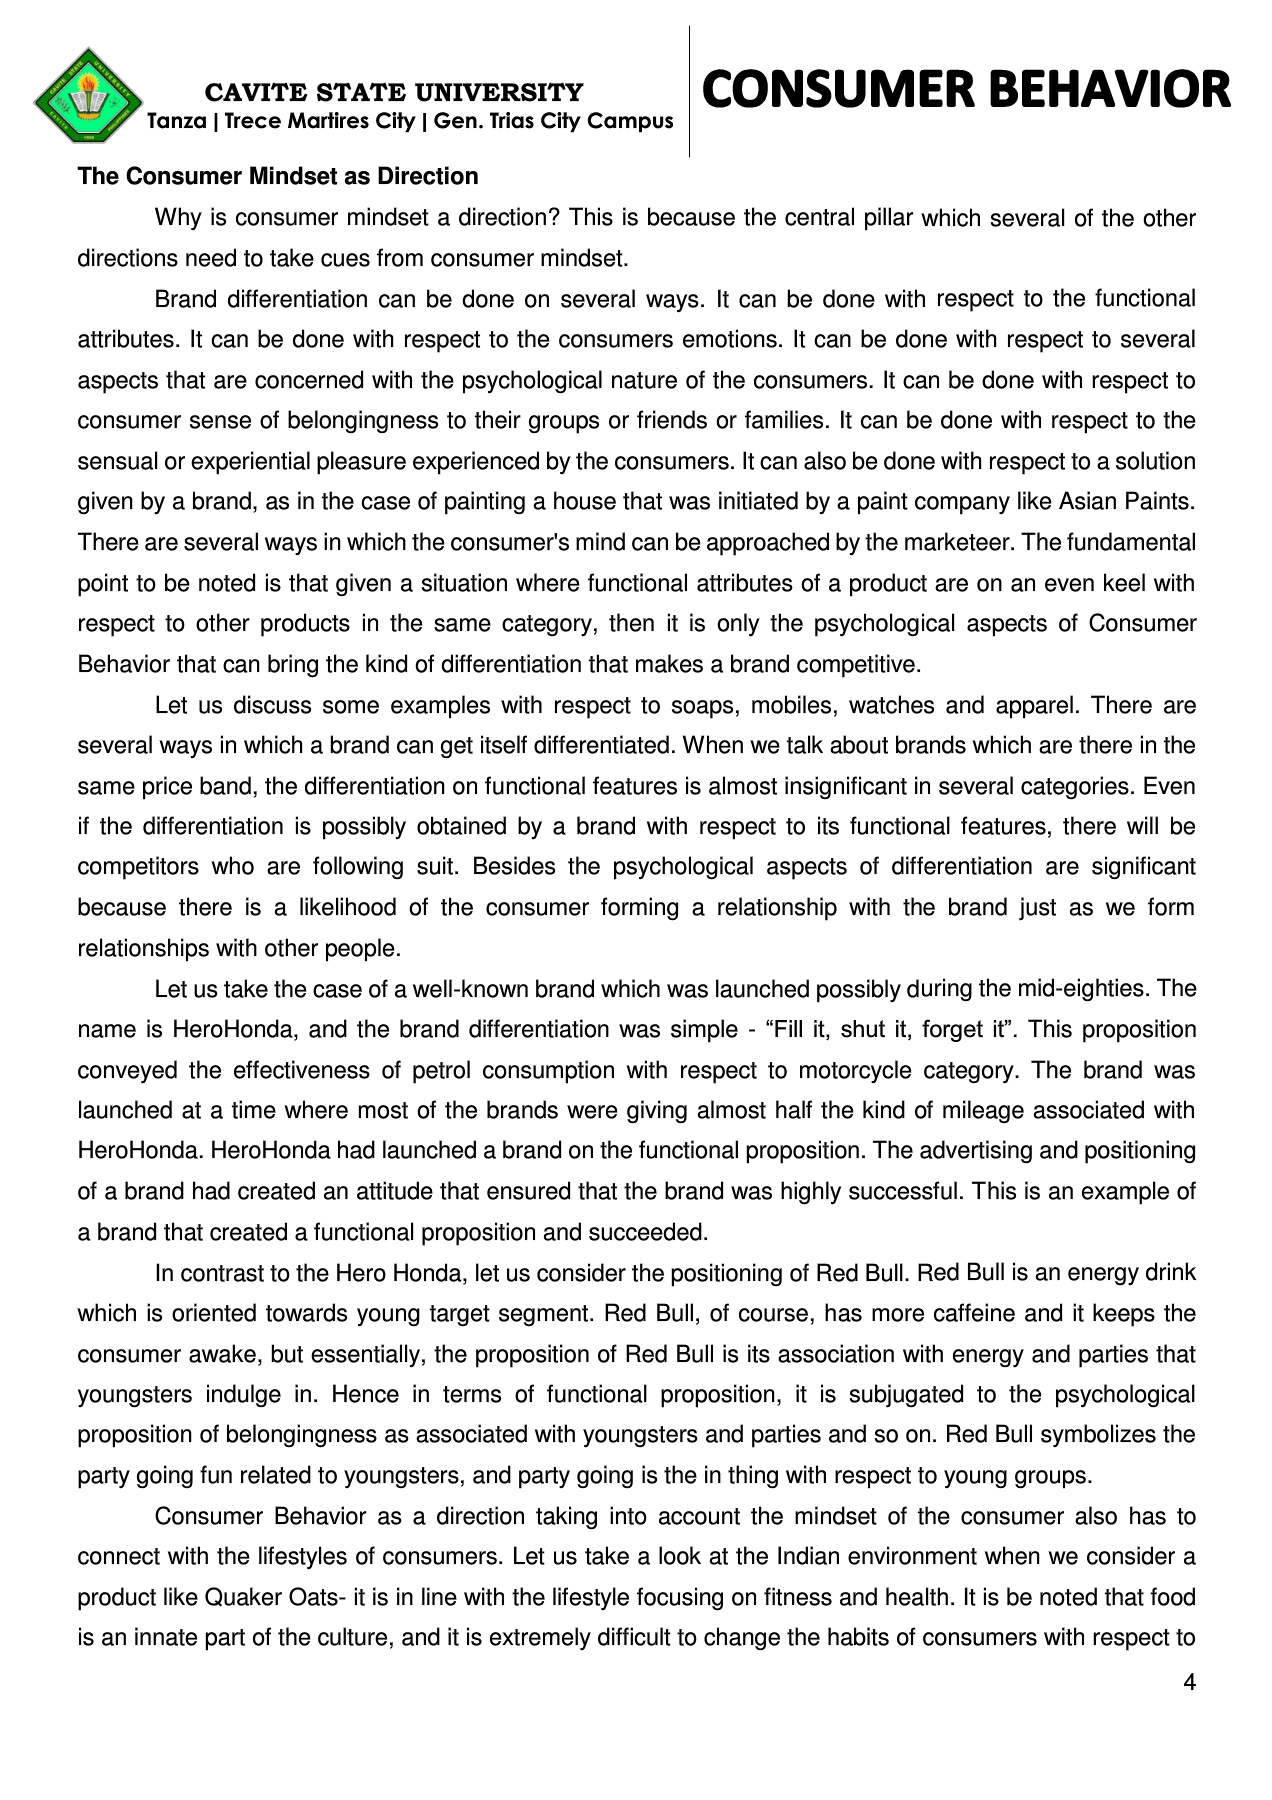 CAVITE STATE UNIVERSITY
Tanza | Trece Martires City | Gen. Trias City Campus
CONSUMER BEHAVIOR
The Consumer Mindset as Direction
Why is consumer mindset a direction? This is because the central pillar which several of the other
directions need to take cues from consumer mindset.
Brand differentiation can be done on several ways. It can be done with respect to the functional
attributes. It can be done with respect to the consumers emotions. It can be done with respect to several
aspects that are concerned with the psychological nature of the consumers. It can be done with respect to
consumer sense of belongingness to their groups or friends or families. It can be done with respect to the
sensual or experiential pleasure experienced by the consumers. It can also be done with respect to a solution
given by a brand, as in the case of painting a house that was initiated by a paint company like Asian Paints.
There are several ways in which the consumer's mind can be approached by the marketeer. The fundamental
point to be noted is that given a situation where functional attributes of a product are on an even keel with
respect to other products in the same category, then it is only the psychological aspects of Consumer
Behavior that can bring the kind of differentiation that makes a brand competitive.
Let us discuss some examples with respect to soaps, mobiles, watches and apparel. There are
several ways in which a brand can get itself differentiated. When we talk about brands which are there in the
same price band, the differentiation on functional features is almost insignificant in several categories. Even
if the differentiation is possibly obtained by a brand with respect to its functional features, there will be
competitors who are following suit. Besides the psychological aspects of differentiation are significant
because there is a likelihood of the consumer forming a relationship with the brand just as we form
relationships with other people.
Let us take the case of a well-known brand which was launched possibly during the mid-eighties. The
name is HeroHonda, and the brand differentiation was simple - “Fill it, shut it, forget it”. This proposition
conveyed the effectiveness of petrol consumption with respect to motorcycle category. The brand was
launched at a time where most of the brands were giving almost half the kind of mileage associated with
HeroHonda. HeroHonda had launched a brand on the functional proposition. The advertising and positioning
of a brand had created an attitude that ensured that the brand was highly successful. This is an example of
a brand that created a functional proposition and succeeded.
In contrast to the Hero Honda, let us consider the positioning of Red Bull. Red Bull is an energy drink
which is oriented towards young target segment. Red Bull, of course, has more caffeine and it keeps the
consumer awake, but essentially, the proposition of Red Bull is its association with energy and parties that
youngsters indulge in. Hence in terms of functional proposition, it is subjugated to the psychological
proposition of belongingness as associated with youngsters and parties and so on. Red Bull symbolizes the
party going fun related to youngsters, and party going is the in thing with respect to young groups.
Consumer Behavior as a direction taking into account the mindset of the consumer also has to
connect with the lifestyles of consumers. Let us take a look at the Indian environment when we consider a
product like Quaker Oats- it is in line with the lifestyle focusing on fitness and health. It is be noted that food
is an innate part of the culture, and it is extremely difficult to change the habits of consumers with respect to
4